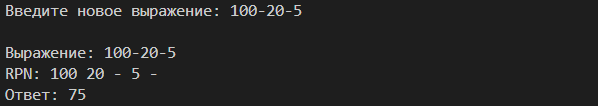 Введите новое выражение: 100-20-5
Выражение: 100-20-5
RPN: 100 20 - 5 -
Ответ: 75